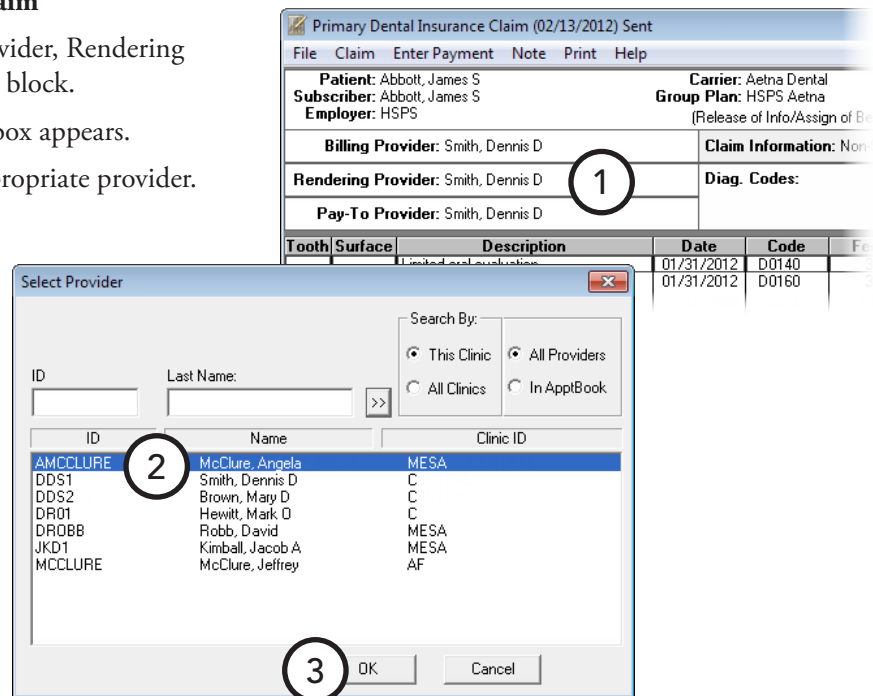 aim
vider, Rendering
block.
box appears.
propriate provider.
Primary Dental Insurance Claim (02/13/2012) Sent
File Claim Enter Payment Note Print Help
Patient: Abbott, James S
Subscriber: Abbott, James S
Employer: HSPS
Carrier: Aetna Dental
Group Plan: HSPS Aetna
(Release of Info/Assign of Be
Billing Provider: Smith, Dennis D
Claim Information: Non-
Rendering Provider: Smith, Dennis D
1
Diag. Codes:
Pay-To Provider: Smith, Dennis D
Tooth Surface Description Date Code Fe
Limited oral evaluation 01/31/2012 D0140
01/31/2012 D0160
Select Provider
Search By:
This Clinic All Providers
All Clinics In ApptBook
ID Last Name:
>>
ID Name Clinic ID
AMCCLURE McClure, Angela MESA
2
DDS1 Smith, Dennis D C
DDS2 Brown, Mary D C
DR01 Hewitt, Mark O C
DROBB Robb, David MESA
JKD1 Kimball, Jacob A MESA
MCCLURE McClure, Jeffrey AF
3
OK Cancel